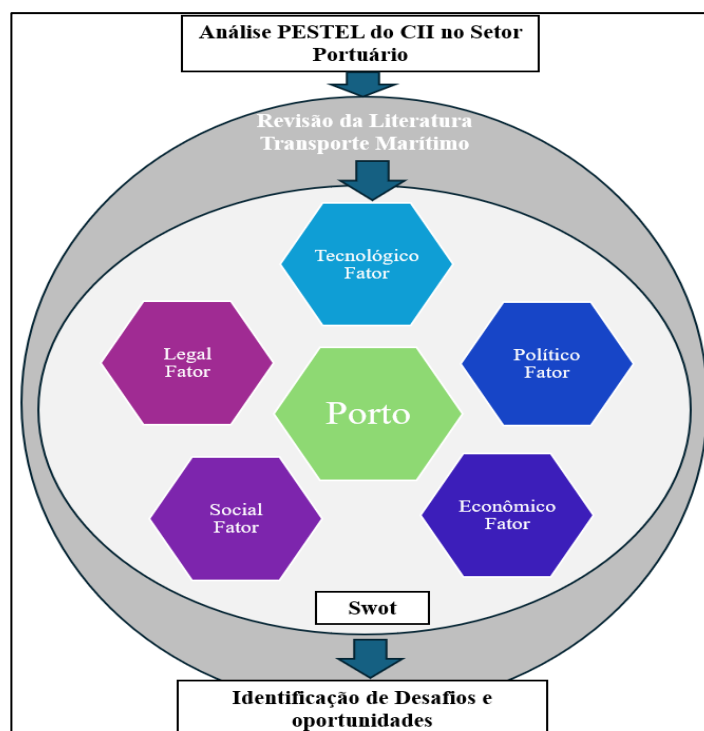 Análise PESTEL do CII no Setor
Portuário
Revisão da Literatura
Transporte Marítimo
Tecnológico
Fator
Legal
Fator
Político
Fator
Porto
Social
Fator
Econômico
Fator
Swot
Identificação de Desafios e
oportunidades